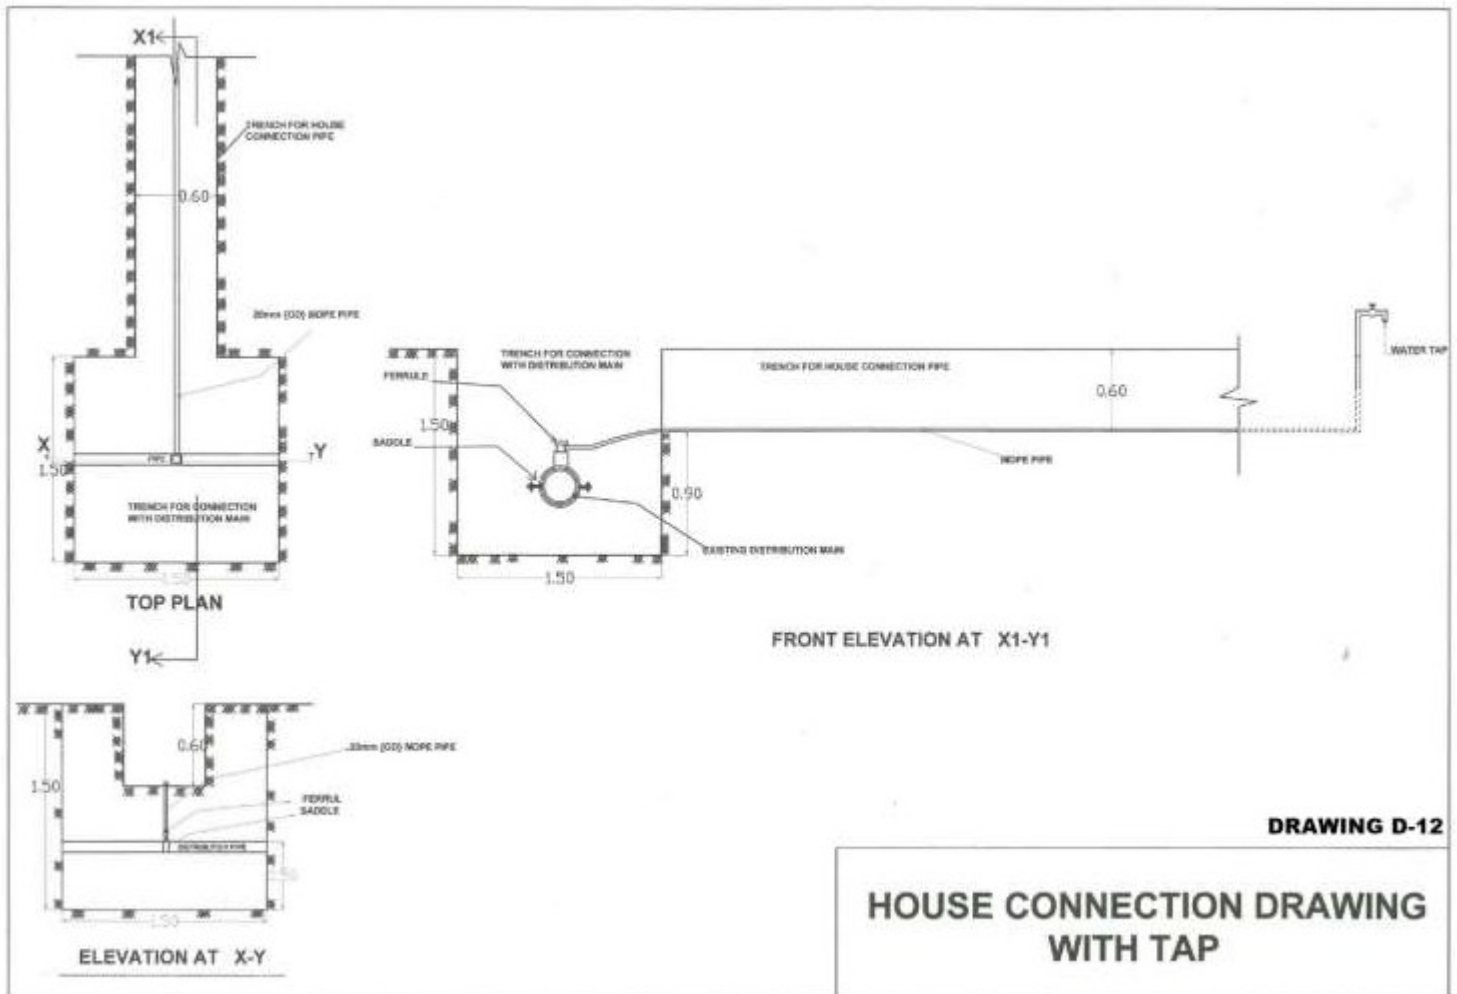 X1
TRENCH FOR HOUSE
CONNECTION PIPE
0.60
20mm (OD) MDPE PIPE
X
Y
1.50
PIPE
TRENCH FOR CONNECTION
WITH DISTRIBUTION MAIN
1.50
TOP PLAN
Y1
TRENCH FOR CONNECTION
WITH DISTRIBUTION MAIN
FERRULE
1.50
SADDLE
TRENCH FOR HOUSE CONNECTION PIPE
0.60
WATER TAP
MDPE PIPE
0.90
EXISTING DISTRIBUTION MAIN
1.50
FRONT ELEVATION AT X1-Y1
0.60
20mm (OD) MDPE PIPE
1.50
FERRUL
SADDLE
DISTRIBUTION PIPE
1.50
ELEVATION AT X-Y
DRAWING D-12
HOUSE CONNECTION DRAWING
WITH TAP